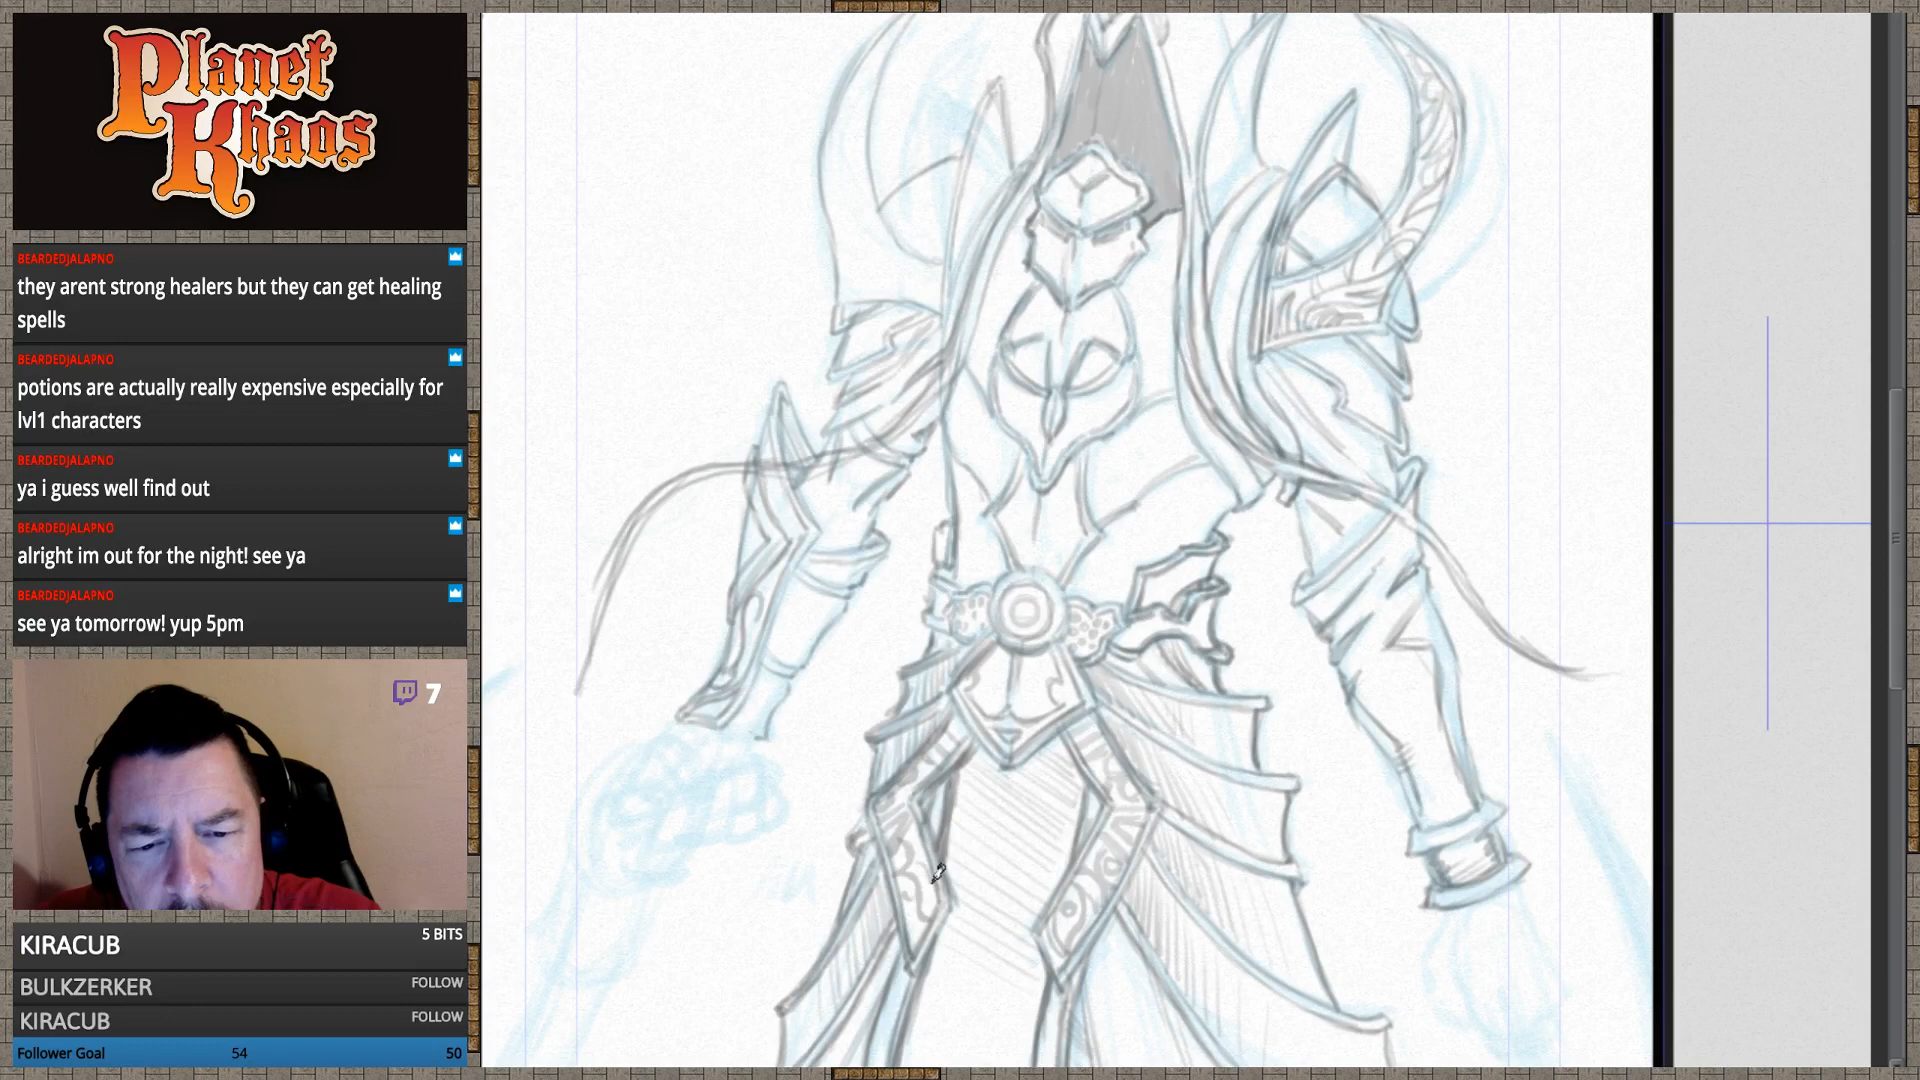 Planet
Khaos
BEARDEDJALAPNO
they arent strong healers but they can get healing
spells
BEARDEDJALAPNO
potions are actually really expensive especially for
lvl1 characters
BEARDEDJALAPNO
ya i guess well find out
BEARDEDJALAPNO
alright im out for the night! see ya
BEARDEDJALAPNO
see ya tomorrow! yup 5pm
7
KIRACUB 5 BITS
BULKZERKER FOLLOW
KIRACUB FOLLOW
Follower Goal 54 50